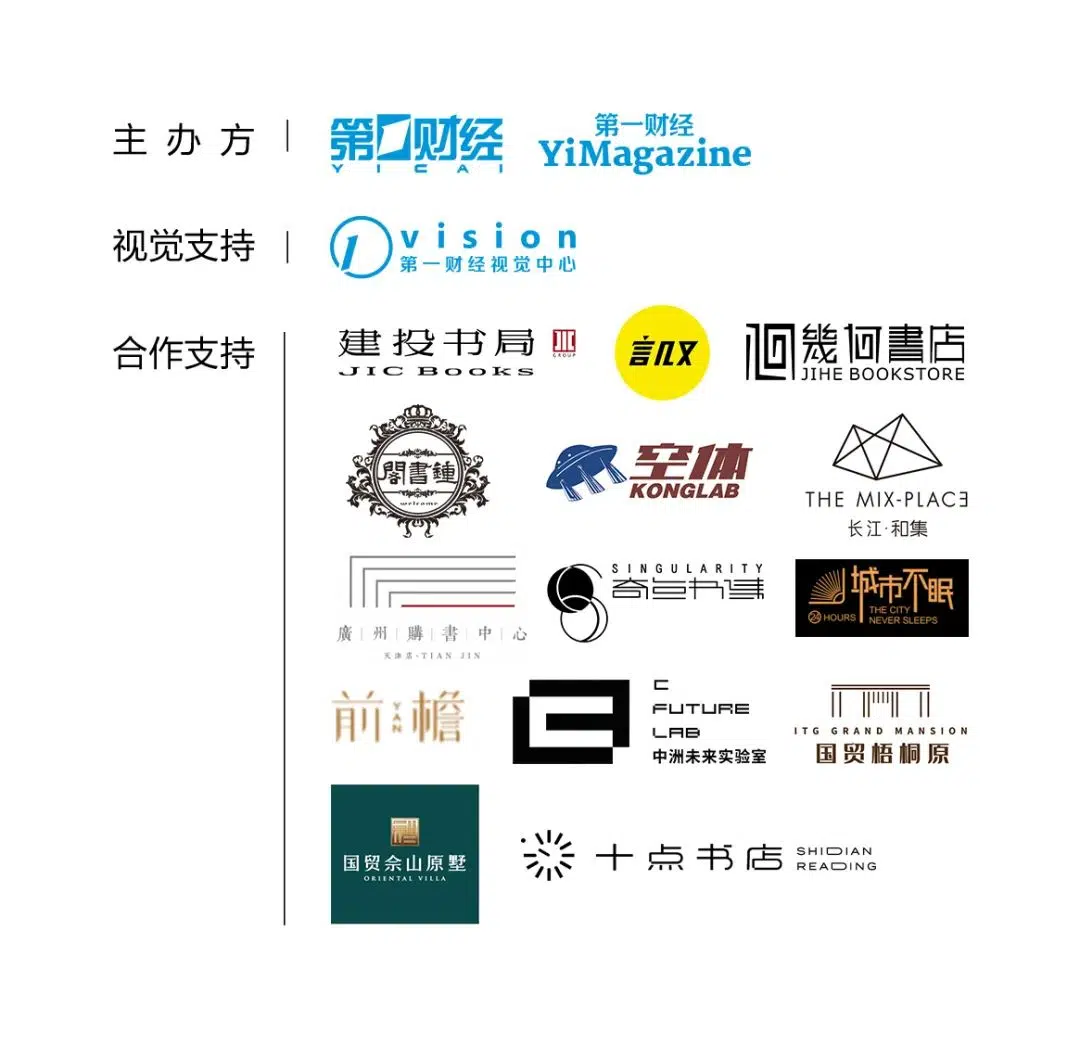 主办方
第一财经
YICAI
第一财经
YiMagazine
视觉支持
vision
第一财经视觉中心
合作支持
建投书局
JIC BOOKS
JIC
GROUP
言几又
幾何書店
JIHE BOOKSTORE
閣書鍾
welcome
空体
KONGLAB
THE MIX-PLACE
长江·和集
廣州購書中心
天津店·TIAN JIN
SINGULARITY
奇点书集
城市不眠
24 HOURS
THE CITY
NEVER SLEEPS
前檐
YAN
C
FUTURE
LAB
中洲未来实验室
ITG GRAND MANSION
国贸梧桐原
国贸佘山原墅
ORIENTAL VILLA
十点书店
SHIDIAN
READING